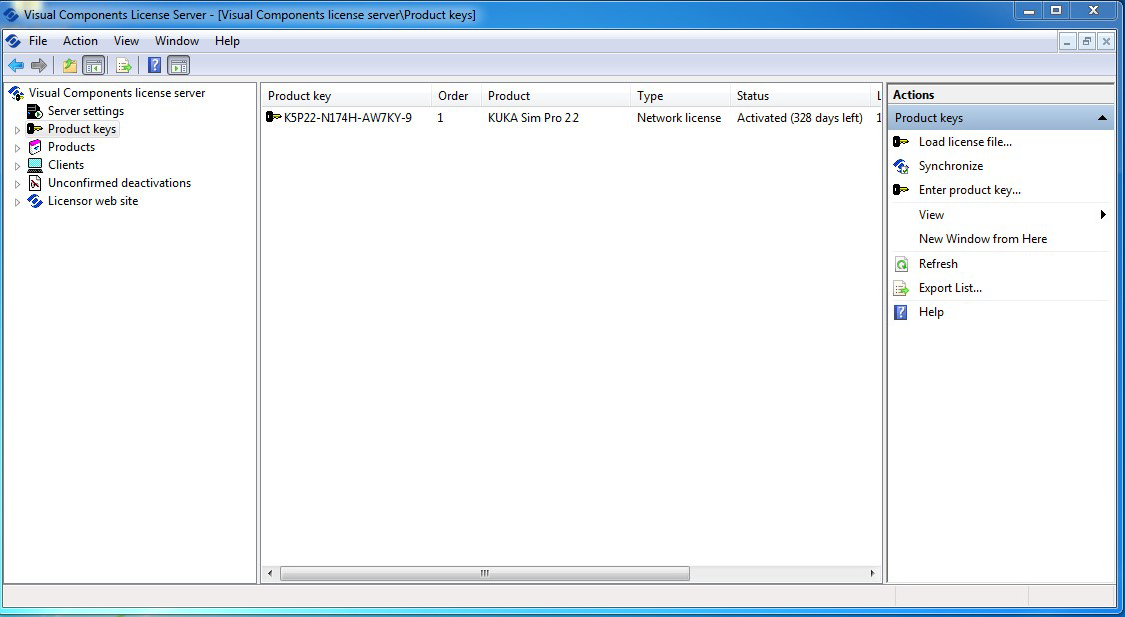 Visual Components License Server - [Visual Components license server\Product keys]
File Action View Window Help
Visual Components license server
Server settings
Product keys
Products
Clients
Unconfirmed deactivations
Licensor web site
Product key Order Product Type Status L
K5P22-N174H-AW7KY-9 1 KUKA Sim Pro 2.2 Network license Activated (328 days left) 1
Actions
Product keys
Load license file...
Synchronize
Enter product key...
View
New Window from Here
Refresh
Export List...
Help